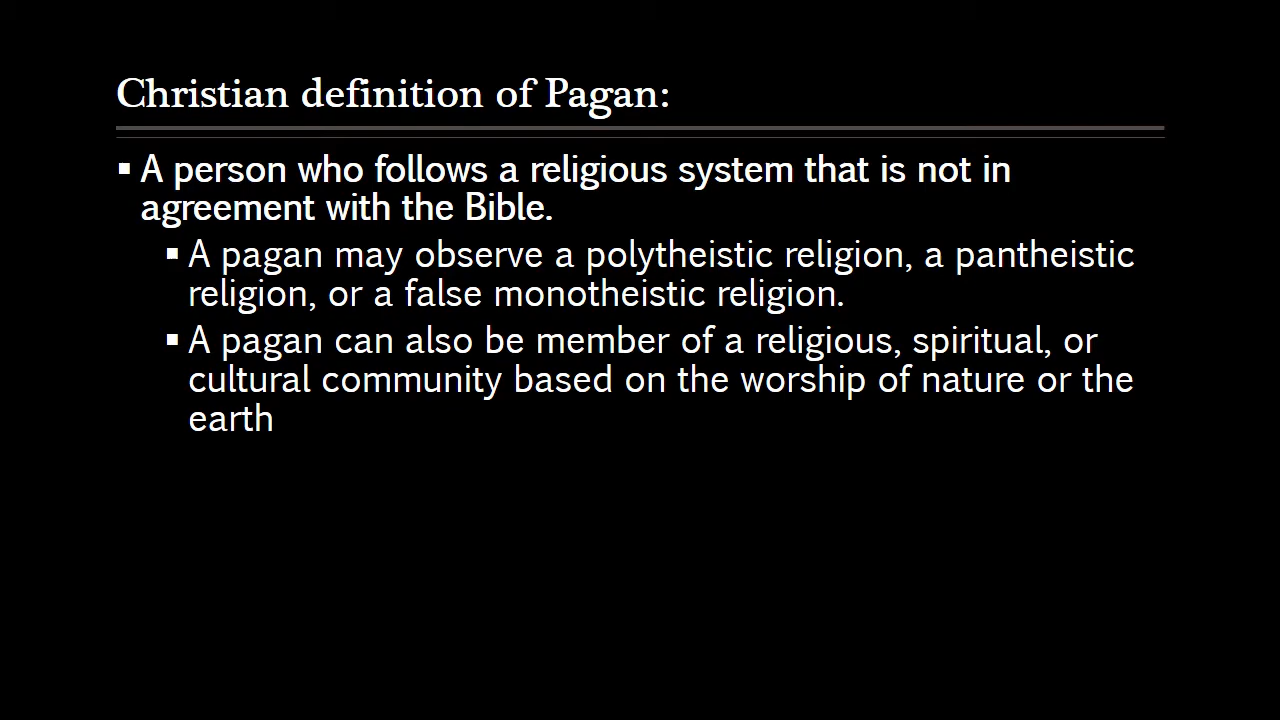 Christian definition of Pagan:
▪ A person who follows a religious system that is not in
agreement with the Bible.
▪ A pagan may observe a polytheistic religion, a pantheistic
religion, or a false monotheistic religion.
▪ A pagan can also be member of a religious, spiritual, or
cultural community based on the worship of nature or the
earth